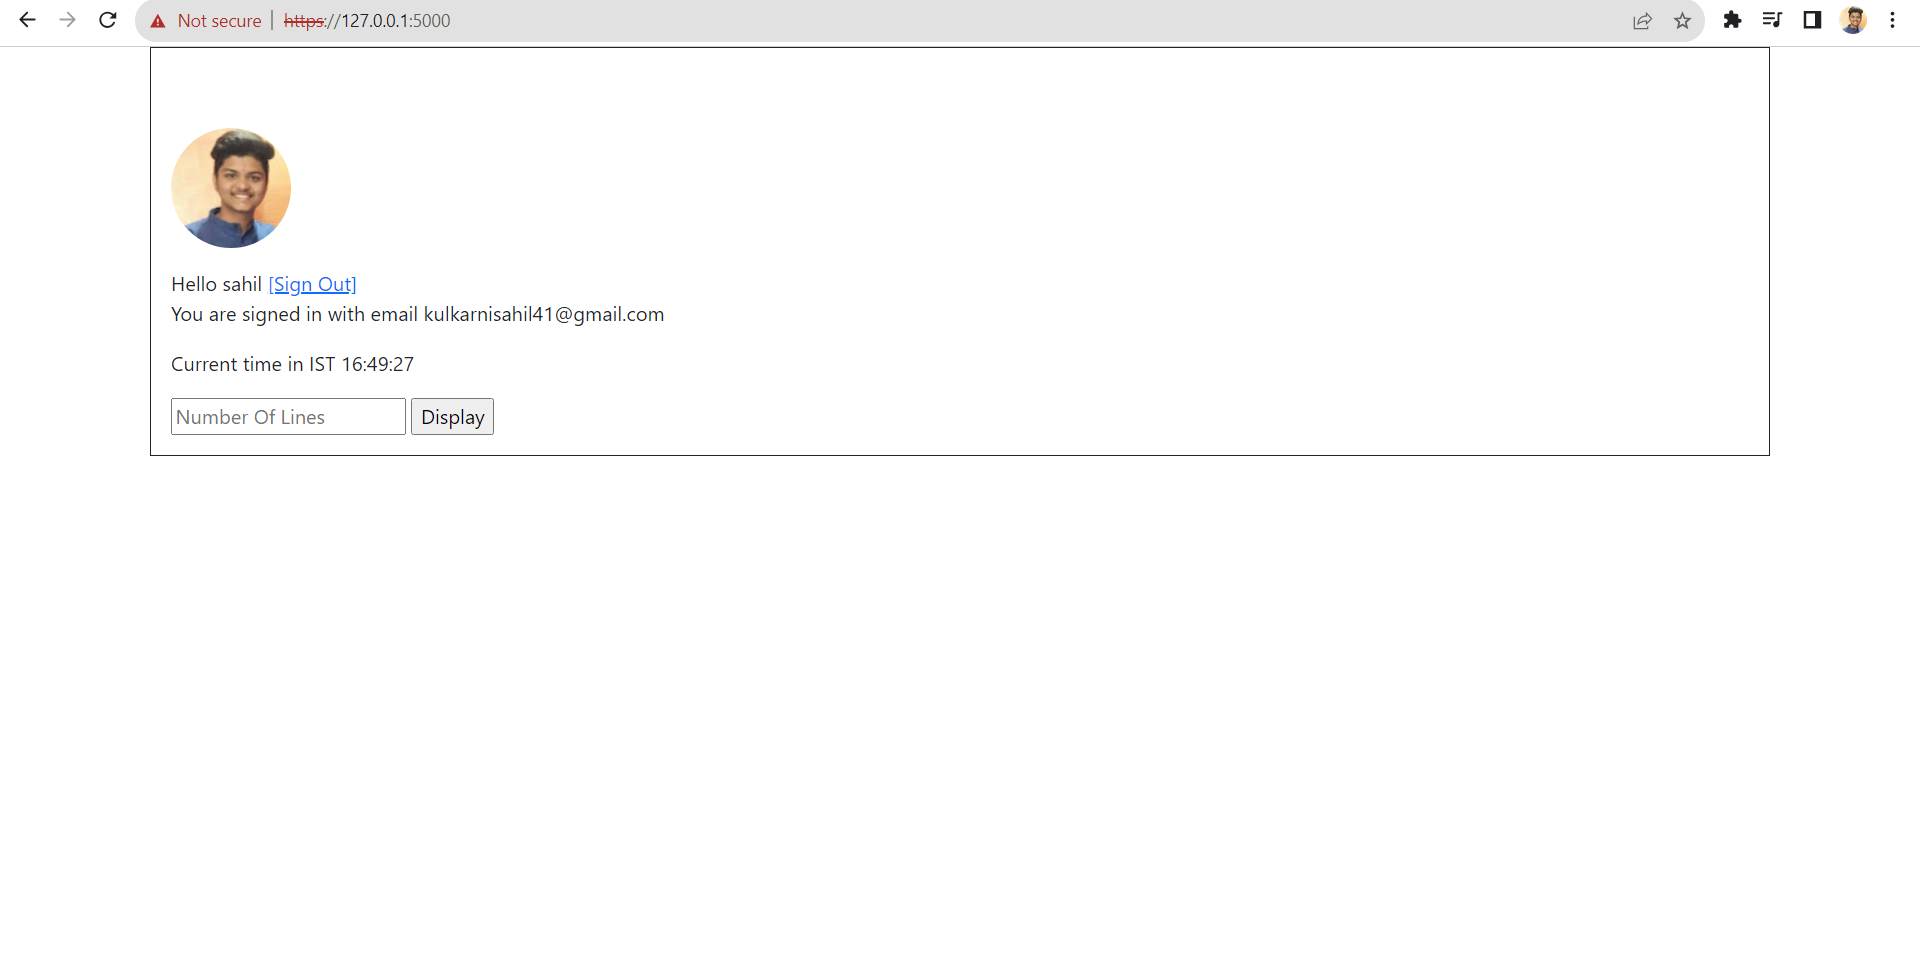 Not secure | https://127.0.0.1:5000
Hello sahil [Sign Out]
You are signed in with email kulkarnisahil41@gmail.com
Current time in IST 16:49:27
Number Of Lines Display